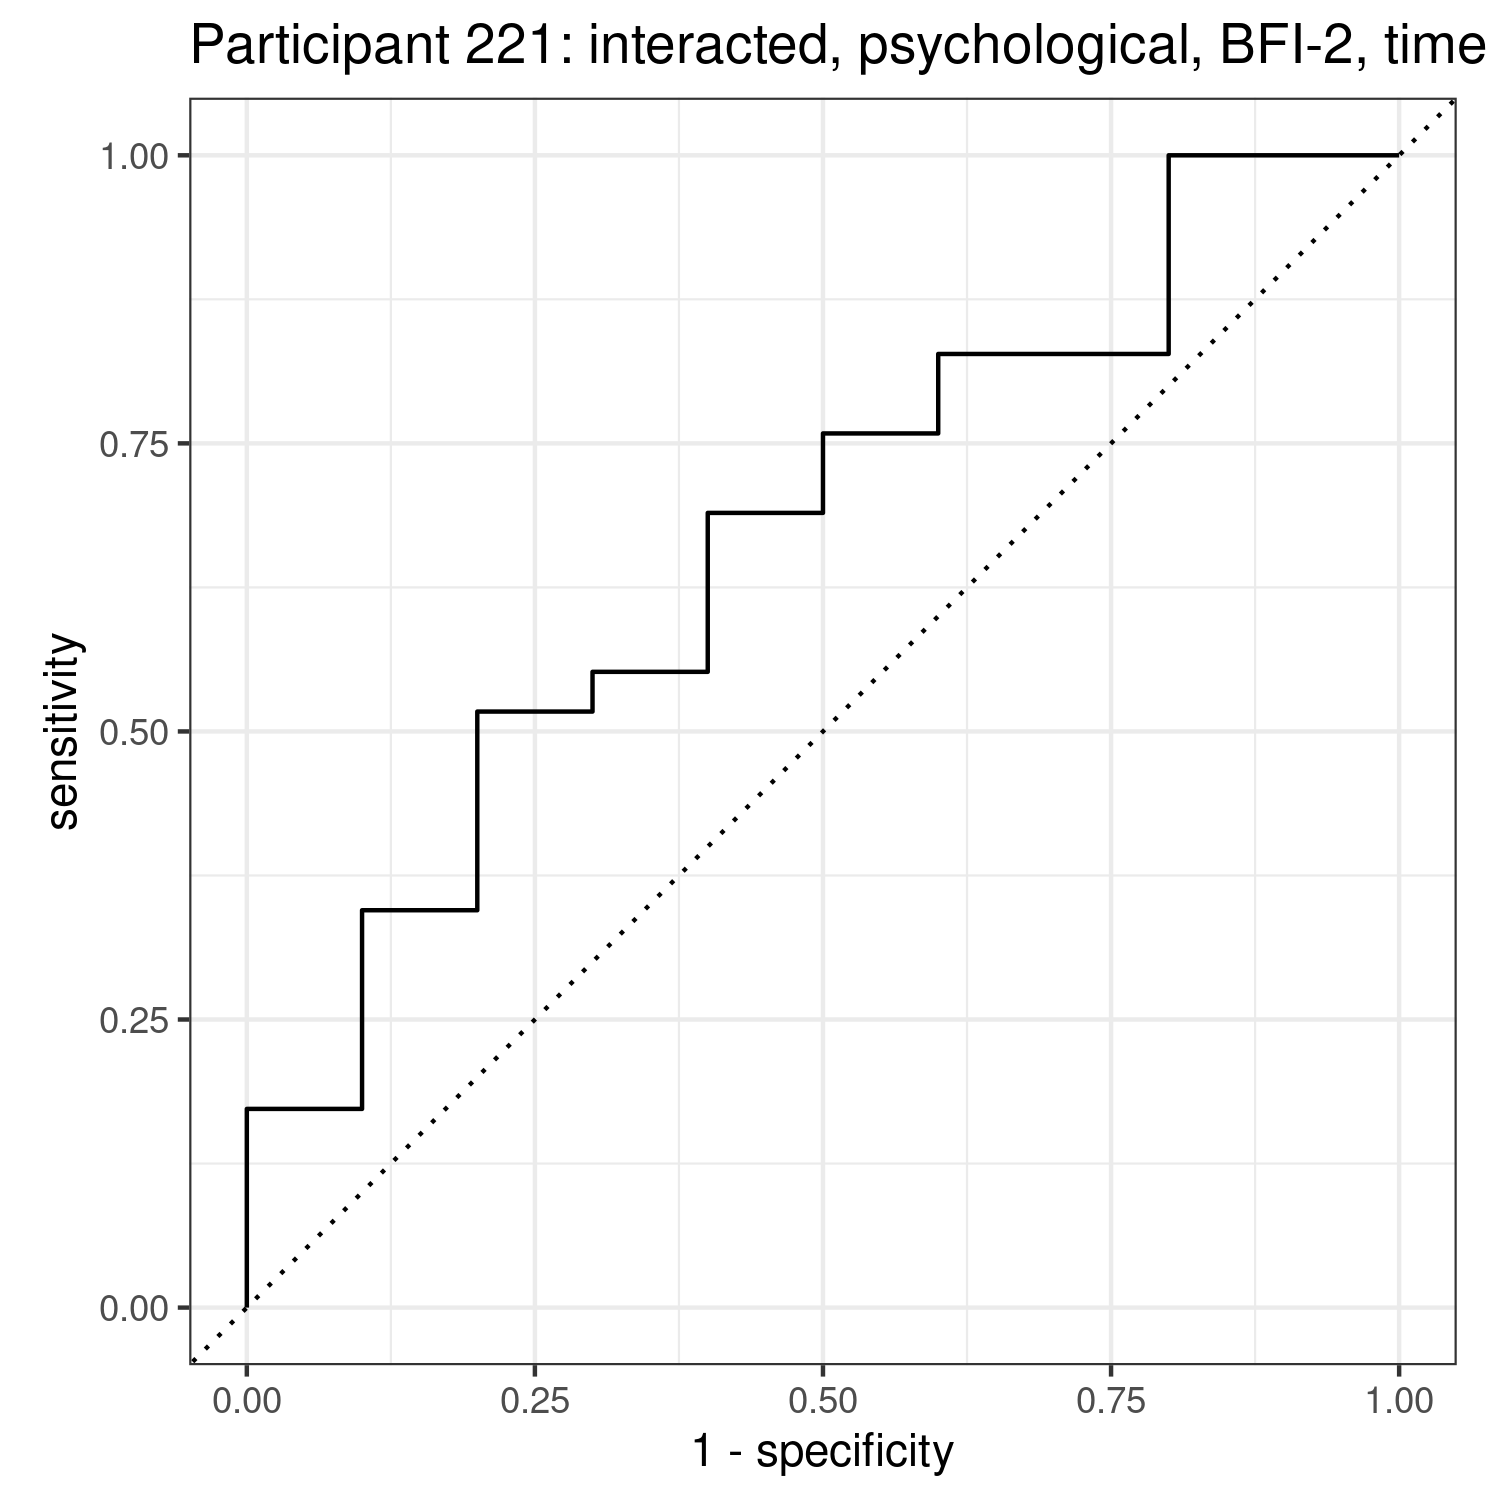 Participant 221: interacted, psychological, BFI-2, time
1.00
0.75
0.50
0.25
0.00
sensitivity
0.00 0.25 0.50 0.75 1.00
1 - specificity